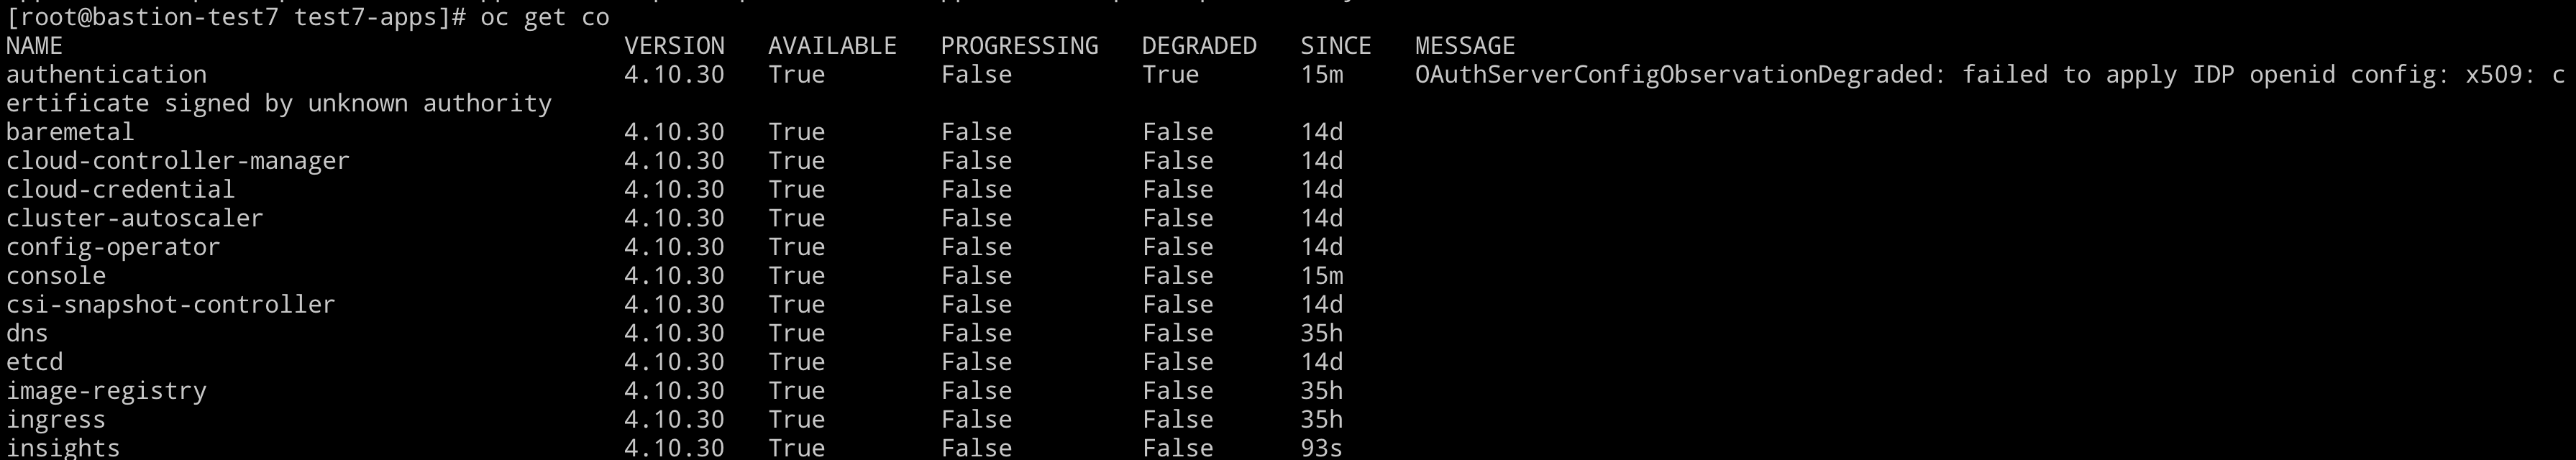 [root@bastion-test7 test7-apps]# oc get co
NAME                                       VERSION   AVAILABLE   PROGRESSING   DEGRADED   SINCE   MESSAGE
authentication                             4.10.30   True        False         True       15m     OAuthServerConfigObservationDegraded: failed to apply IDP openid config: x509: c
ertificate signed by unknown authority
baremetal                                  4.10.30   True        False         False      14d
cloud-controller-manager                   4.10.30   True        False         False      14d
cloud-credential                           4.10.30   True        False         False      14d
cluster-autoscaler                         4.10.30   True        False         False      14d
config-operator                            4.10.30   True        False         False      14d
console                                    4.10.30   True        False         False      15m
csi-snapshot-controller                    4.10.30   True        False         False      14d
dns                                        4.10.30   True        False         False      35h
etcd                                       4.10.30   True        False         False      14d
image-registry                             4.10.30   True        False         False      35h
ingress                                    4.10.30   True        False         False      35h
insights                                   4.10.30   True        False         False      93s